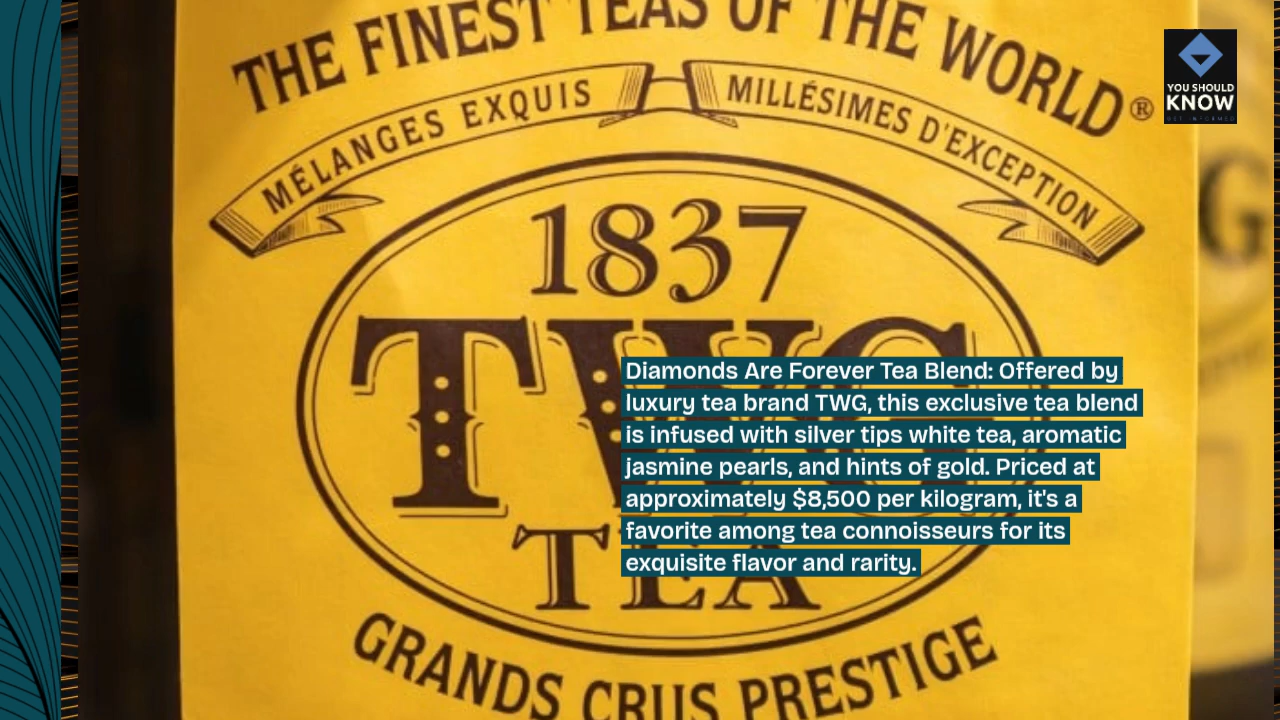 THE FINEST TEAS OF THE WORLD®
MÉLANGES EXQUIS
MILLÉSIMES D'EXCEPTION
1837
TWG
TEA
GRANDS CRUS PRESTIGE
YOU SHOULD
KNOW
GET INFORMED
Diamonds Are Forever Tea Blend: Offered by
luxury tea brand TWG, this exclusive tea blend
is infused with silver tips white tea, aromatic
jasmine pearls, and hints of gold. Priced at
approximately $8,500 per kilogram, it's a
favorite among tea connoisseurs for its
exquisite flavor and rarity.
G